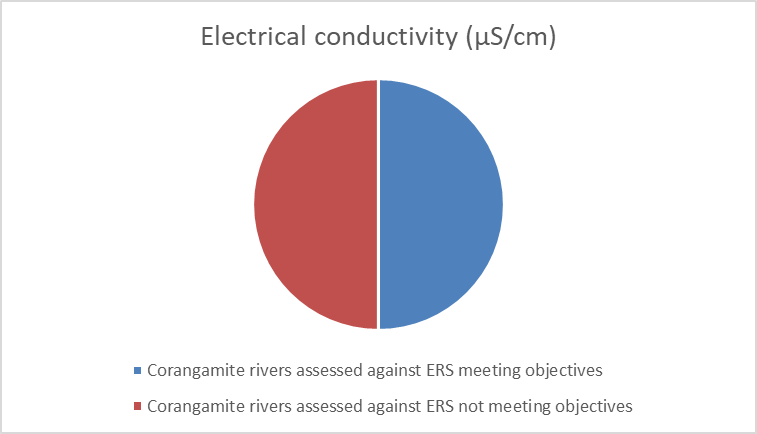 Electrical conductivity (µS/cm)
Corangamite rivers assessed against ERS meeting objectives
Corangamite rivers assessed against ERS not meeting objectives